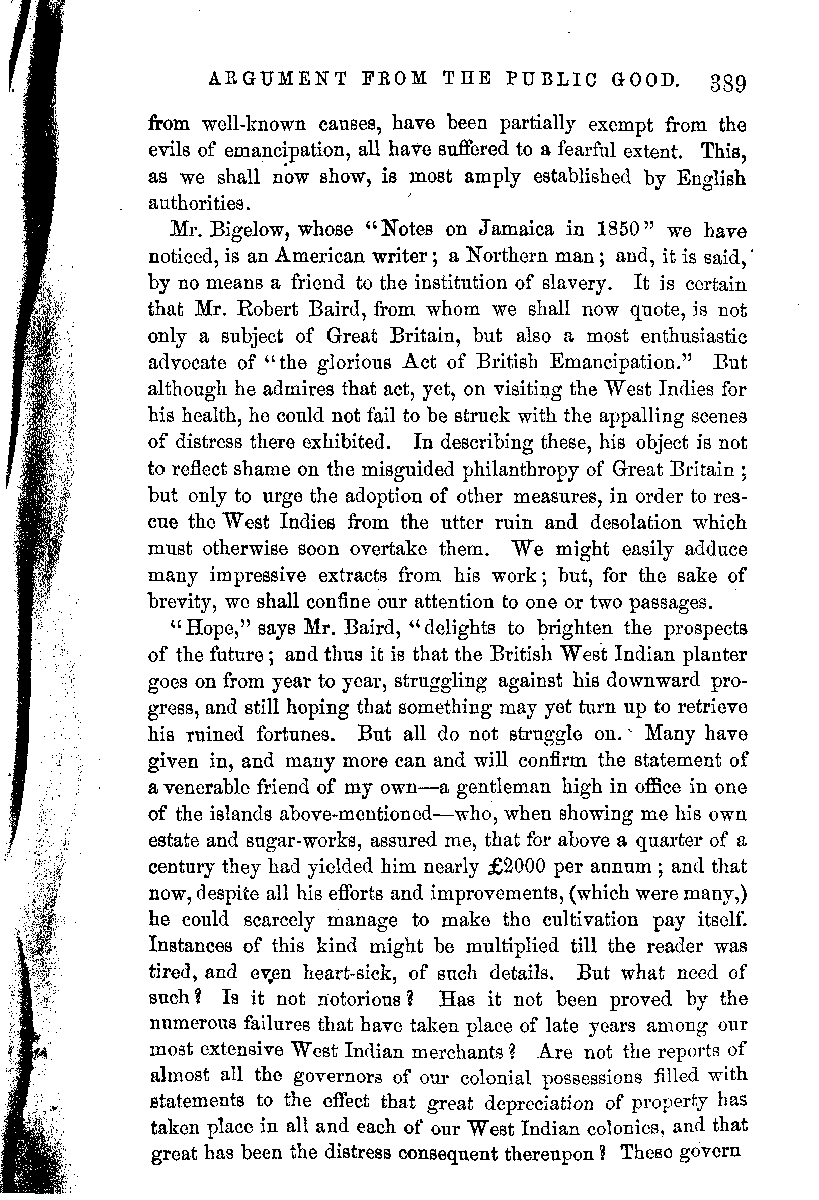 ARGUMENT FROM THE PUBLIC GOOD. 389
from well-known causes, have been partially exempt from the
evils of emancipation, all have suffered to a fearful extent. This,
as we shall now show, is most amply established by English
authorities.
Mr. Bigelow, whose “Notes on Jamaica in 1850” we have
noticed, is an American writer; a Northern man; and, it is said,
by no means a friend to the institution of slavery. It is certain
that Mr. Robert Baird, from whom we shall now quote, is not
only a subject of Great Britain, but also a most enthusiastic
advocate of “the glorious Act of British Emancipation.” But
although he admires that act, yet, on visiting the West Indies for
his health, he could not fail to be struck with the appalling scenes
of distress there exhibited. In describing these, his object is not
to reflect shame on the misguided philanthropy of Great Britain;
but only to urge the adoption of other measures, in order to res-
cue the West Indies from the utter ruin and desolation which
must otherwise soon overtake them. We might easily adduce
many impressive extracts from his work; but, for the sake of
brevity, we shall confine our attention to one or two passages.
“Hope,” says Mr. Baird, “delights to brighten the prospects
of the future; and thus it is that the British West Indian planter
goes on from year to year, struggling against his downward pro-
gress, and still hoping that something may yet turn up to retrieve
his ruined fortunes. But all do not struggle on. Many have
given in, and many more can and will confirm the statement of
a venerable friend of my own—a gentleman high in office in one
of the islands above-mentioned—who, when showing me his own
estate and sugar-works, assured me, that for above a quarter of a
century they had yielded him nearly £2000 per annum; and that
now, despite all his efforts and improvements, (which were many,)
he could scarcely manage to make the cultivation pay itself.
Instances of this kind might be multiplied till the reader was
tired, and even heart-sick, of such details. But what need of
such? Is it not notorious? Has it not been proved by the
numerous failures that have taken place of late years among our
most extensive West Indian merchants? Are not the reports of
almost all the governors of our colonial possessions filled with
statements to the effect that great depreciation of property has
taken place in all and each of our West Indian colonies, and that
great has been the distress consequent thereupon? These govern